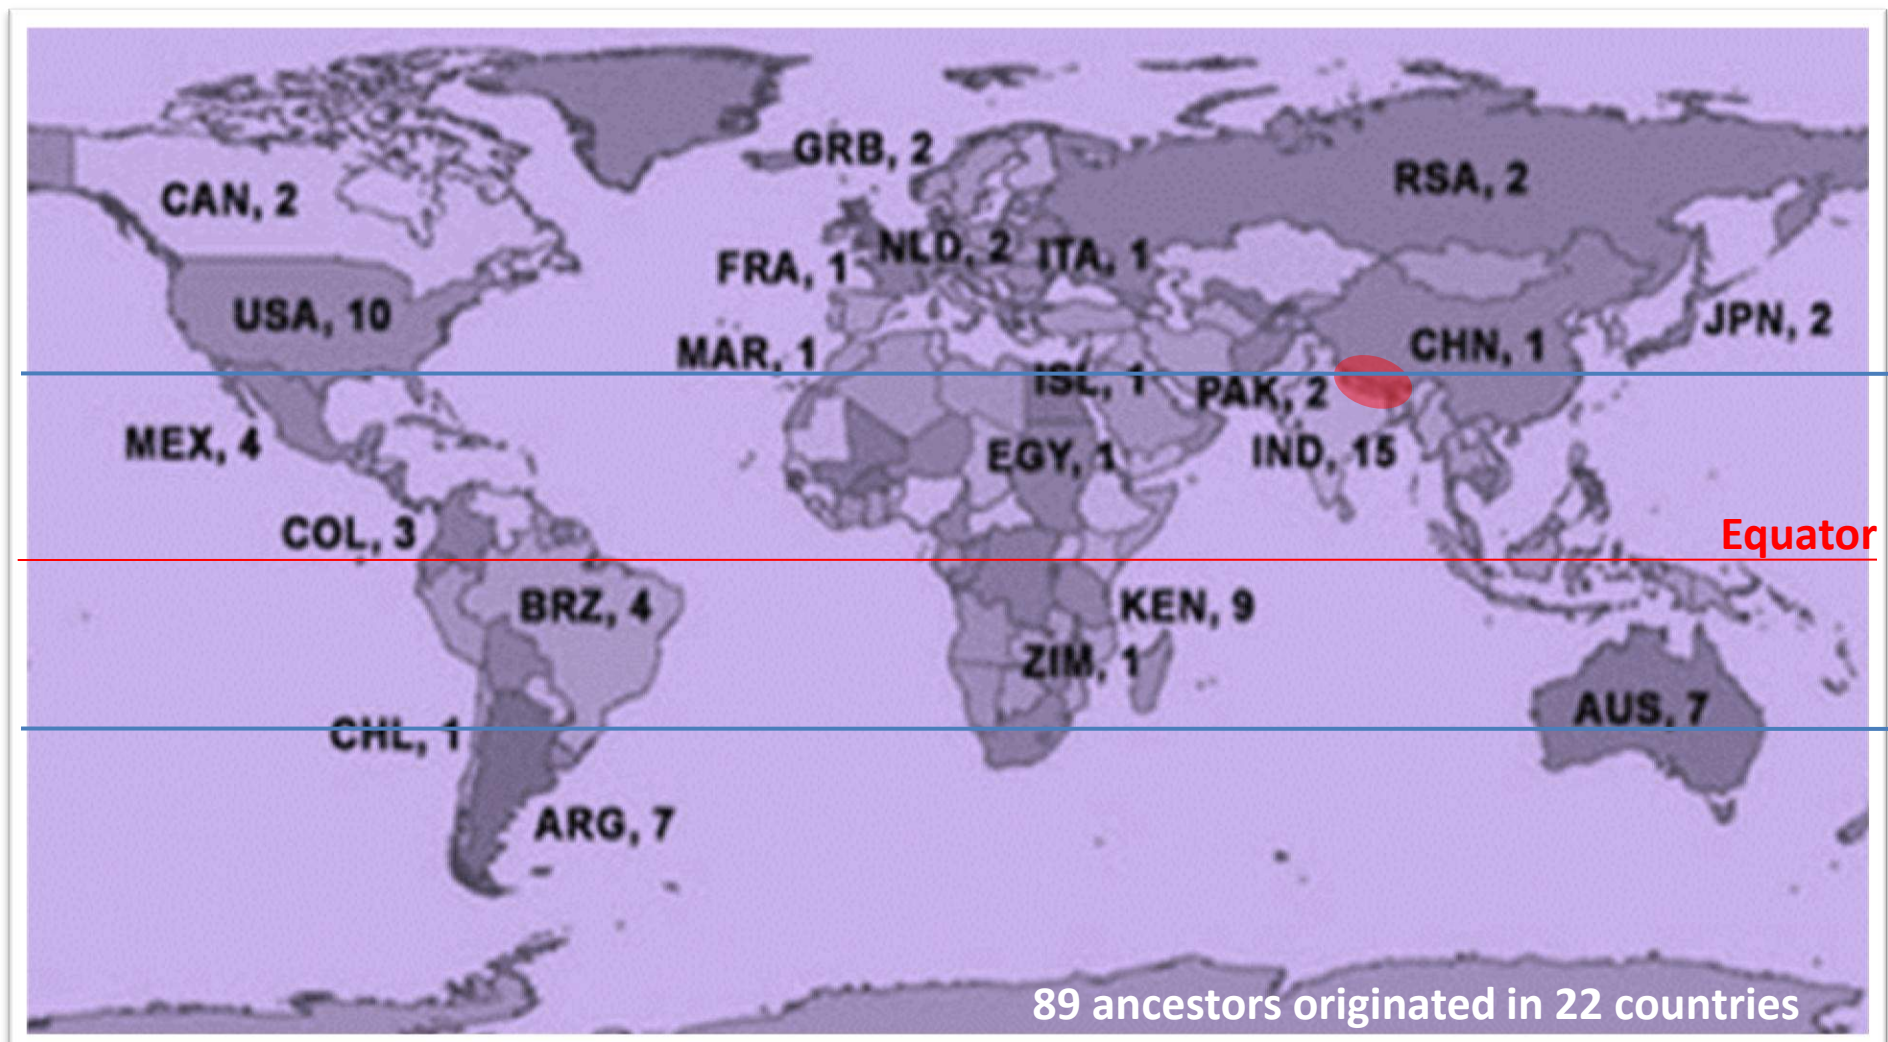 GRB, 2
RSA, 2
CAN, 2
NLD, 2
ITA, 1
FRA, 1
USA, 10
JPN, 2
CHN, 1
MAR, 1
ISL, 1
PAK, 2
MEX, 4
EGY, 1
IND, 15
COL, 3
Equator
BRZ, 4
KEN, 9
ZIM, 1
AUS, 7
CHL, 1
ARG, 7
89 ancestors originated in 22 countries